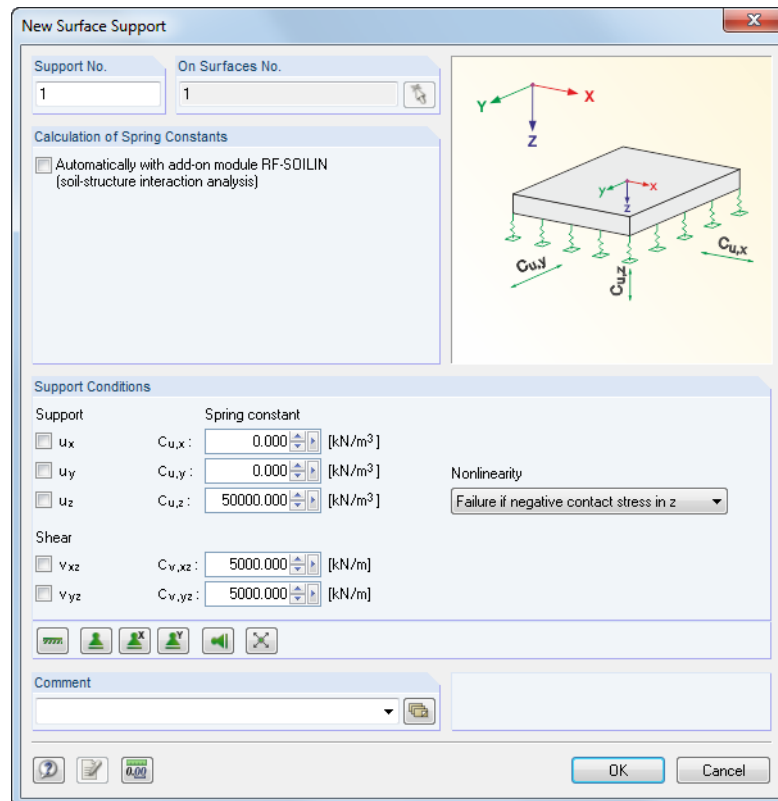 New Surface Support
Support No.
On Surfaces No.
1
1
Calculation of Spring Constants
Automatically with add-on module RF-SOILIN
(soil-structure interaction analysis)
Y
X
Z
y
x
z
Cu,y
Cu,z
Cu,x
Support Conditions
Support Spring constant
ux Cu,x : 0.000 [kN/m³]
uy Cu,y : 0.000 [kN/m³]
Nonlinearity
uz Cu,z : 50000.000 [kN/m³] Failure if negative contact stress in z
Shear
vxz Cv,xz : 5000.000 [kN/m]
vyz Cv,yz : 5000.000 [kN/m]
X
Y
Comment
0.00
OK Cancel